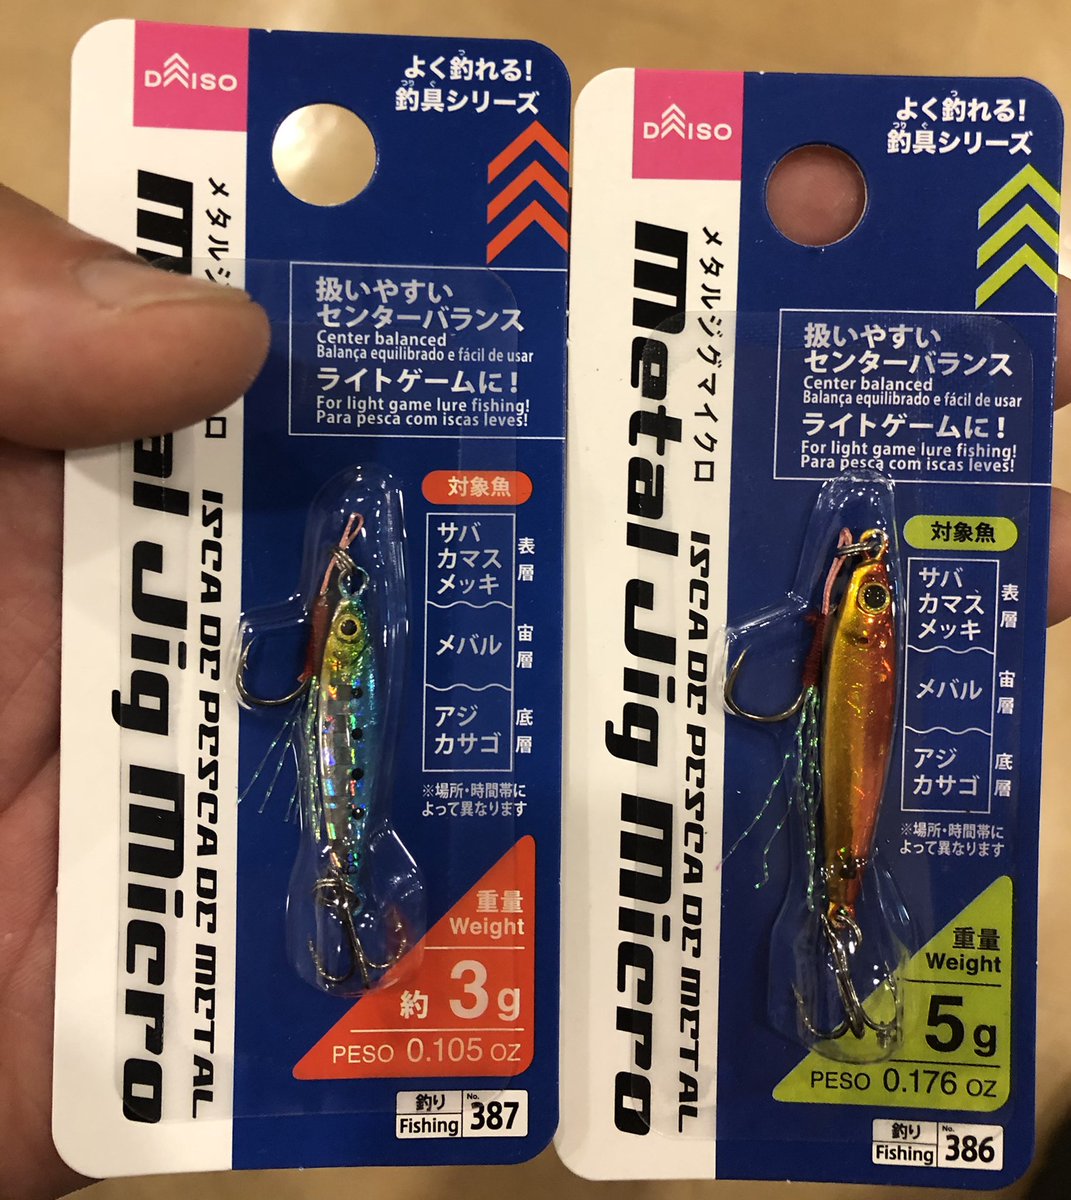 DAISO
よく釣れる!
釣具シリーズ
メタルジ
ロ
Metal Jig Micro
ISCA DE PESCA DE METAL
扱いやすい
センターバランス
Center balanced
Balança equilibrado e fácil de usar
ライトゲームに!
For light game lure fishing!
Para pesca com iscas leves!
対象魚
サバ
カマス
メッキ
表層
メバル
宙層
アジ
カサゴ
底層
※場所・時間帯に
よって異なります
重量
Weight
約 3g
PESO 0.105 OZ
釣り
Fishing
No. 387
DAISO
よく釣れる!
釣具シリーズ
メタルジグマイクロ
Metal Jig Micro
ISCA DE PESCA DE METAL
扱いやすい
センターバランス
Center balanced
Balança equilibrado e fácil de usar
ライトゲームに!
For light game lure fishing!
Para pesca com iscas leves!
対象魚
サバ
カマス
メッキ
表層
メバル
宙層
アジ
カサゴ
底層
※場所・時間帯に
よって異なります
重量
Weight
5g
PESO 0.176 OZ
釣り
Fishing
No. 386